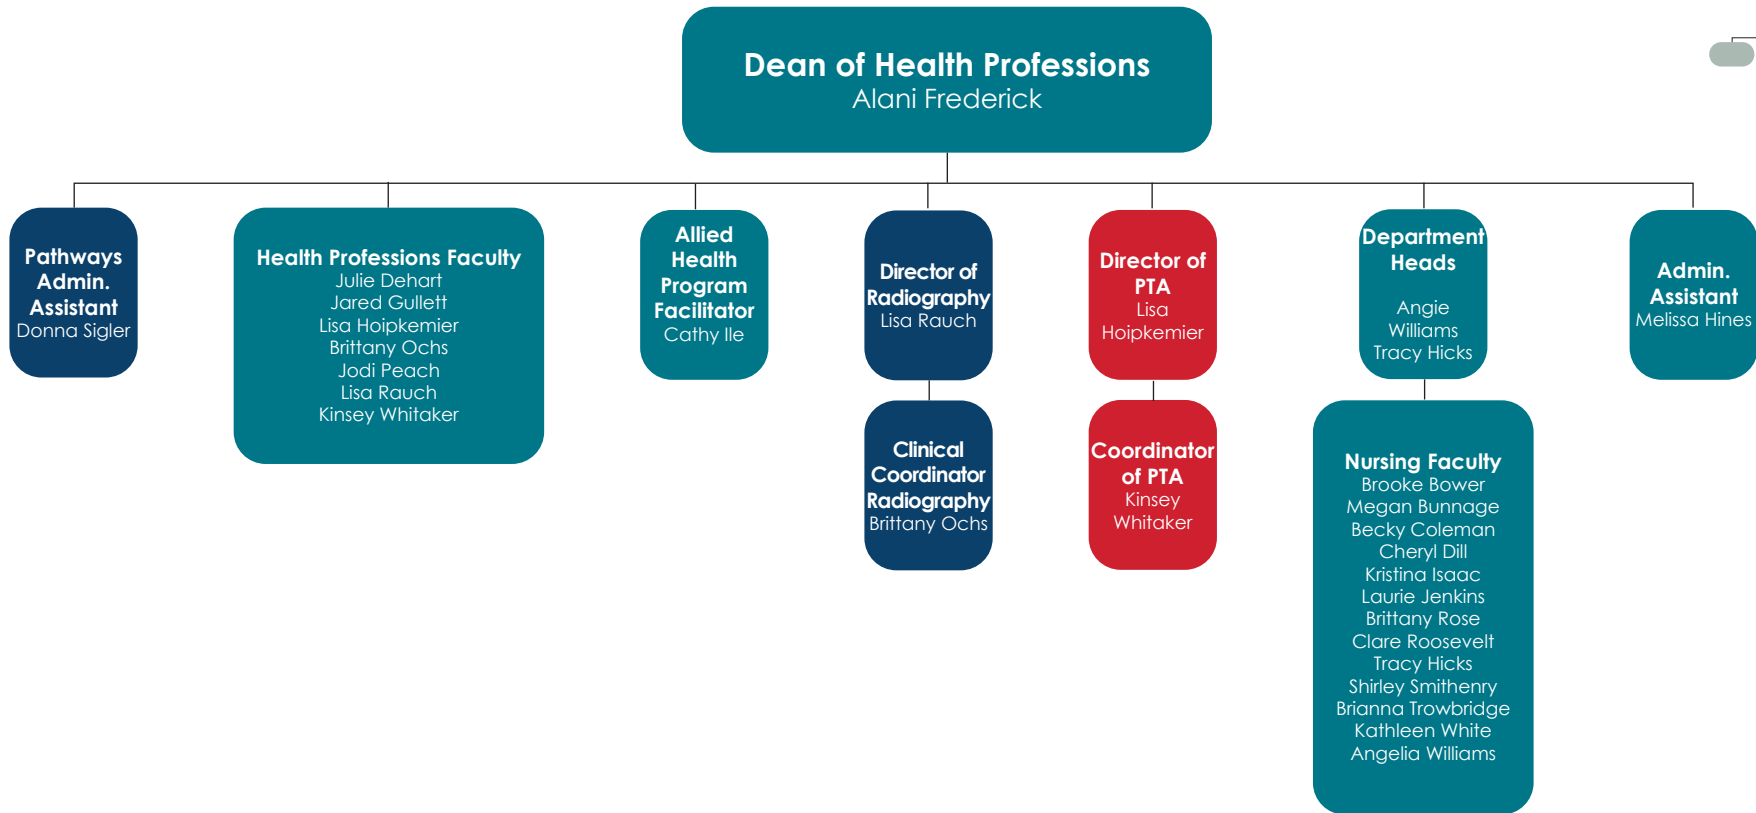 Dean of Health Professions
Alani Frederick
Pathways
Admin.
Assistant
Donna Sigler
Health Professions Faculty
Julie Dehart
Jared Gullett
Lisa Hoipkemier
Brittany Ochs
Jodi Peach
Lisa Rauch
Kinsey Whitaker
Allied
Health
Program
Facilitator
Cathy Ile
Director of
Radiography
Lisa Rauch
Director of
PTA
Lisa
Hoipkemier
Department
Heads
Angie
Williams
Tracy Hicks
Admin.
Assistant
Melissa Hines
Clinical
Coordinator
Radiography
Brittany Ochs
Coordinator
of PTA
Kinsey
Whitaker
Nursing Faculty
Brooke Bower
Megan Bunnage
Becky Coleman
Cheryl Dill
Kristina Isaac
Laurie Jenkins
Brittany Rose
Clare Roosevelt
Tracy Hicks
Shirley Smithenry
Brianna Trowbridge
Kathleen White
Angelia Williams